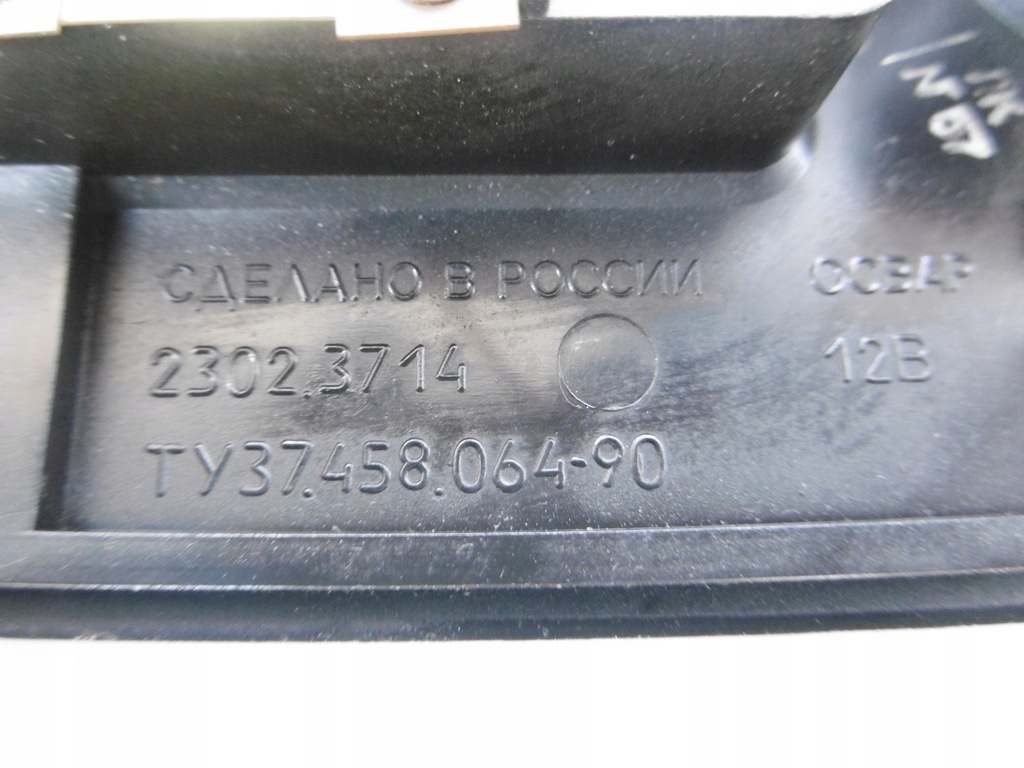 СДЕЛАНО В РОССИИ ОСВАР
2302.3714 12В
ТУ37.458.064-90